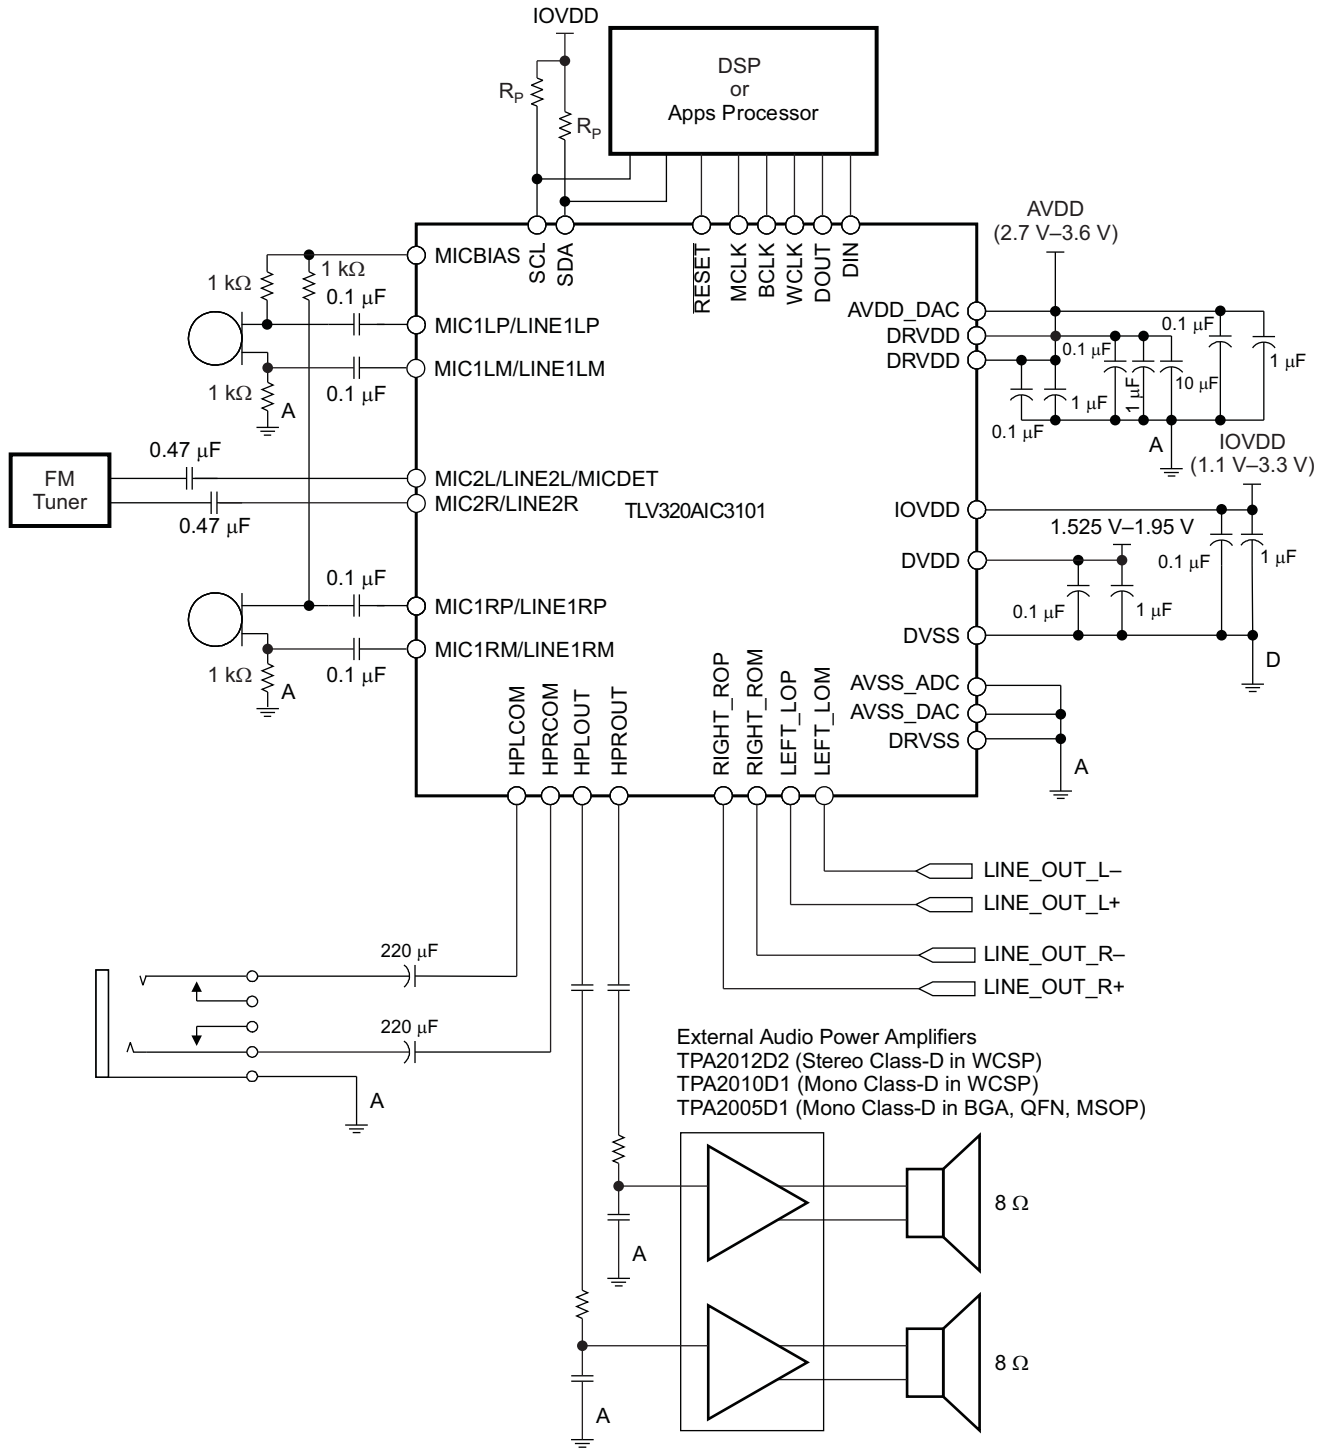 IOVDD
DSP
or
Apps Processor
R_P
R_P
AVDD
(2.7 V–3.6 V)
MICBIAS
SCL
SDA
RESET
MCLK
BCLK
WCLK
DOUT
DIN
1 kΩ
1 kΩ
0.1 μF
MIC1LP/LINE1LP
MIC1LM/LINE1LM
1 kΩ
0.1 μF
A
AVDD_DAC
DRVDD
DRVDD
0.1 μF
0.1 μF
1 μF
10 μF
1 μF
1 μF
0.1 μF
A
IOVDD
(1.1 V–3.3 V)
0.47 μF
FM
Tuner
0.47 μF
MIC2L/LINE2L/MICDET
MIC2R/LINE2R
TLV320AIC3101
IOVDD
1.525 V–1.95 V
DVDD
0.1 μF
1 μF
0.1 μF
1 μF
DVSS
D
0.1 μF
MIC1RP/LINE1RP
MIC1RM/LINE1RM
1 kΩ
A
0.1 μF
AVSS_ADC
AVSS_DAC
DRVSS
A
HPLCOM
HPRCOM
HPLOUT
HPROUT
RIGHT_ROP
RIGHT_ROM
LEFT_LOP
LEFT_LOM
LINE_OUT_L–
LINE_OUT_L+
LINE_OUT_R–
LINE_OUT_R+
220 μF
220 μF
A
External Audio Power Amplifiers
TPA2012D2 (Stereo Class-D in WCSP)
TPA2010D1 (Mono Class-D in WCSP)
TPA2005D1 (Mono Class-D in BGA, QFN, MSOP)
8 Ω
A
8 Ω
A